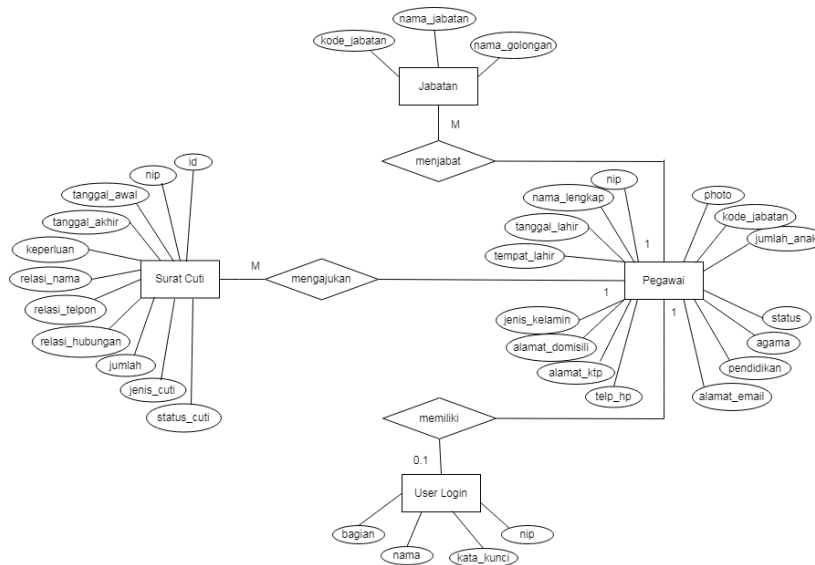 nama_jabatan
kode_jabatan
nama_golongan
Jabatan
M
menjabat
id
nip
tanggal_awal
tanggal_akhir
keperluan
relasi_nama
relasi_telpon
relasi_hubungan
jumlah
jenis_cuti
status_cuti
Surat Cuti
M
mengajukan
1
nip
nama_lengkap
tanggal_lahir
tempat_lahir
photo
kode_jabatan
jumlah_anak
1
Pegawai
1
jenis_kelamin
alamat_domisili
alamat_ktp
telp_hp
status
agama
pendidikan
alamat_email
memiliki
0.1
User Login
bagian
nama
kata_kunci
nip